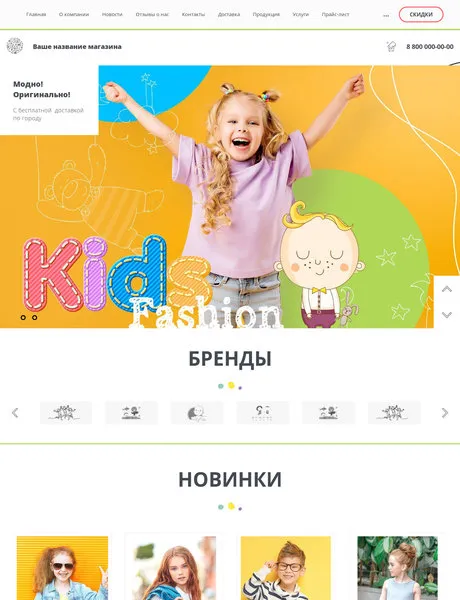 Главная О компании Новости Отзывы о нас Контакты Доставка Продукция Услуги Прайс-лист ... СКИДКИ
Ваше название магазина 8 800 000-00-00
Модно!
Оригинально!
С бесплатной доставкой
по городу
Kids
Fashion
БРЕНДЫ
НОВИНКИ